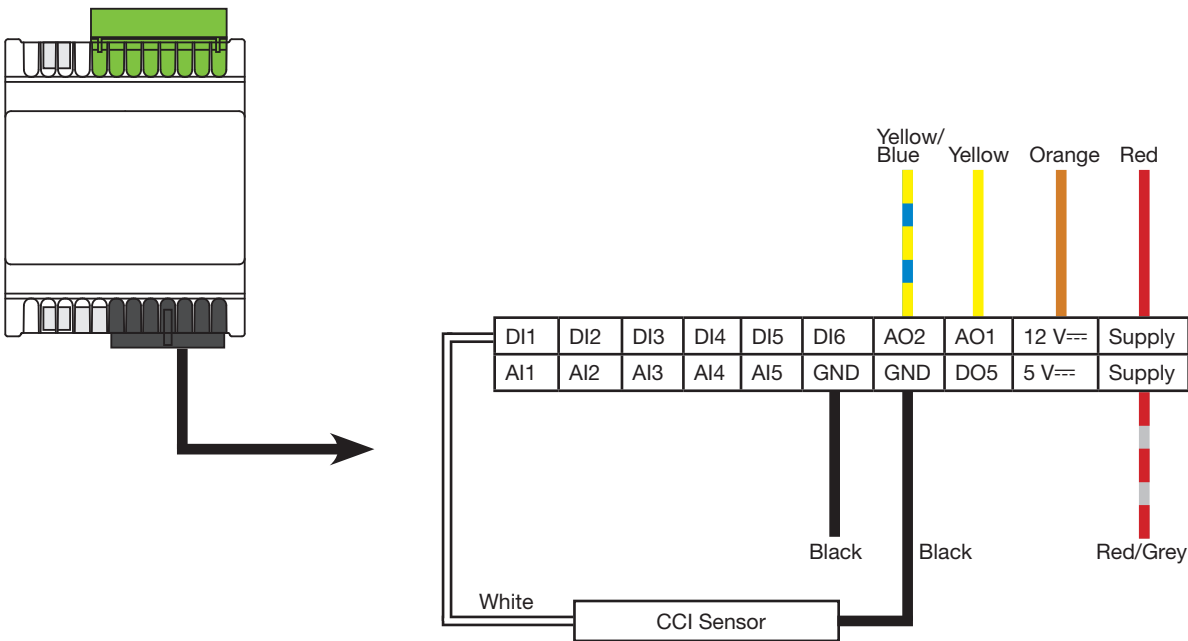 Yellow/
Blue Yellow Orange Red
DI1 DI2 DI3 DI4 DI5 DI6 AO2 AO1 12 V⎓ Supply
AI1 AI2 AI3 AI4 AI5 GND GND DO5 5 V⎓ Supply
Black Black Red/Grey
White
CCI Sensor